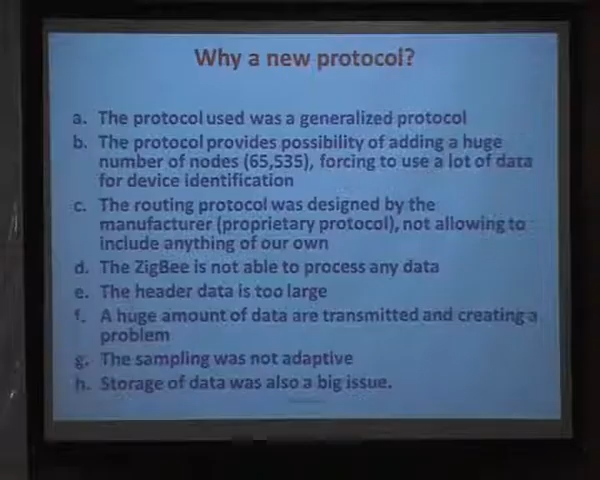 Why a new protocol?
a. The protocol used was a generalized protocol
b. The protocol provides possibility of adding a huge
number of nodes (65,535), forcing to use a lot of data
for device identification
c. The routing protocol was designed by the
manufacturer (proprietary protocol), not allowing to
include anything of our own
d. The ZigBee is not able to process any data
e. The header data is too large
f. A huge amount of data are transmitted and creating a
problem
g. The sampling was not adaptive
h. Storage of data was also a big issue.